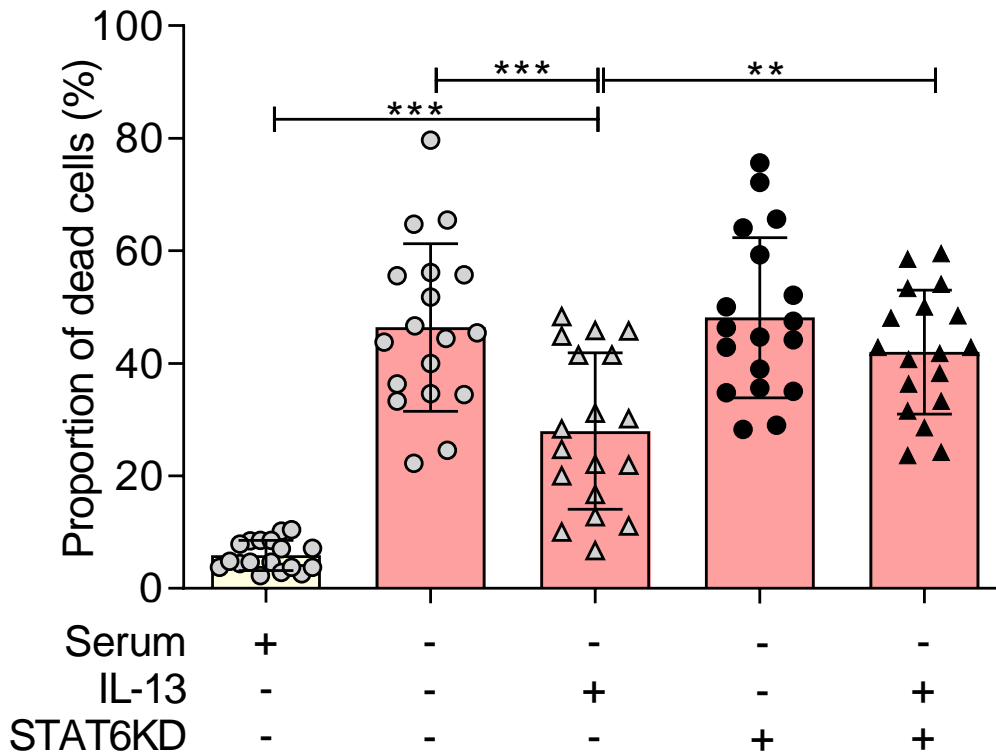 Proportion of dead cells (%)
100
80
60
40
20
0
*** **
***
Serum + - - - -
IL-13 - - + - +
STAT6KD - - - + +